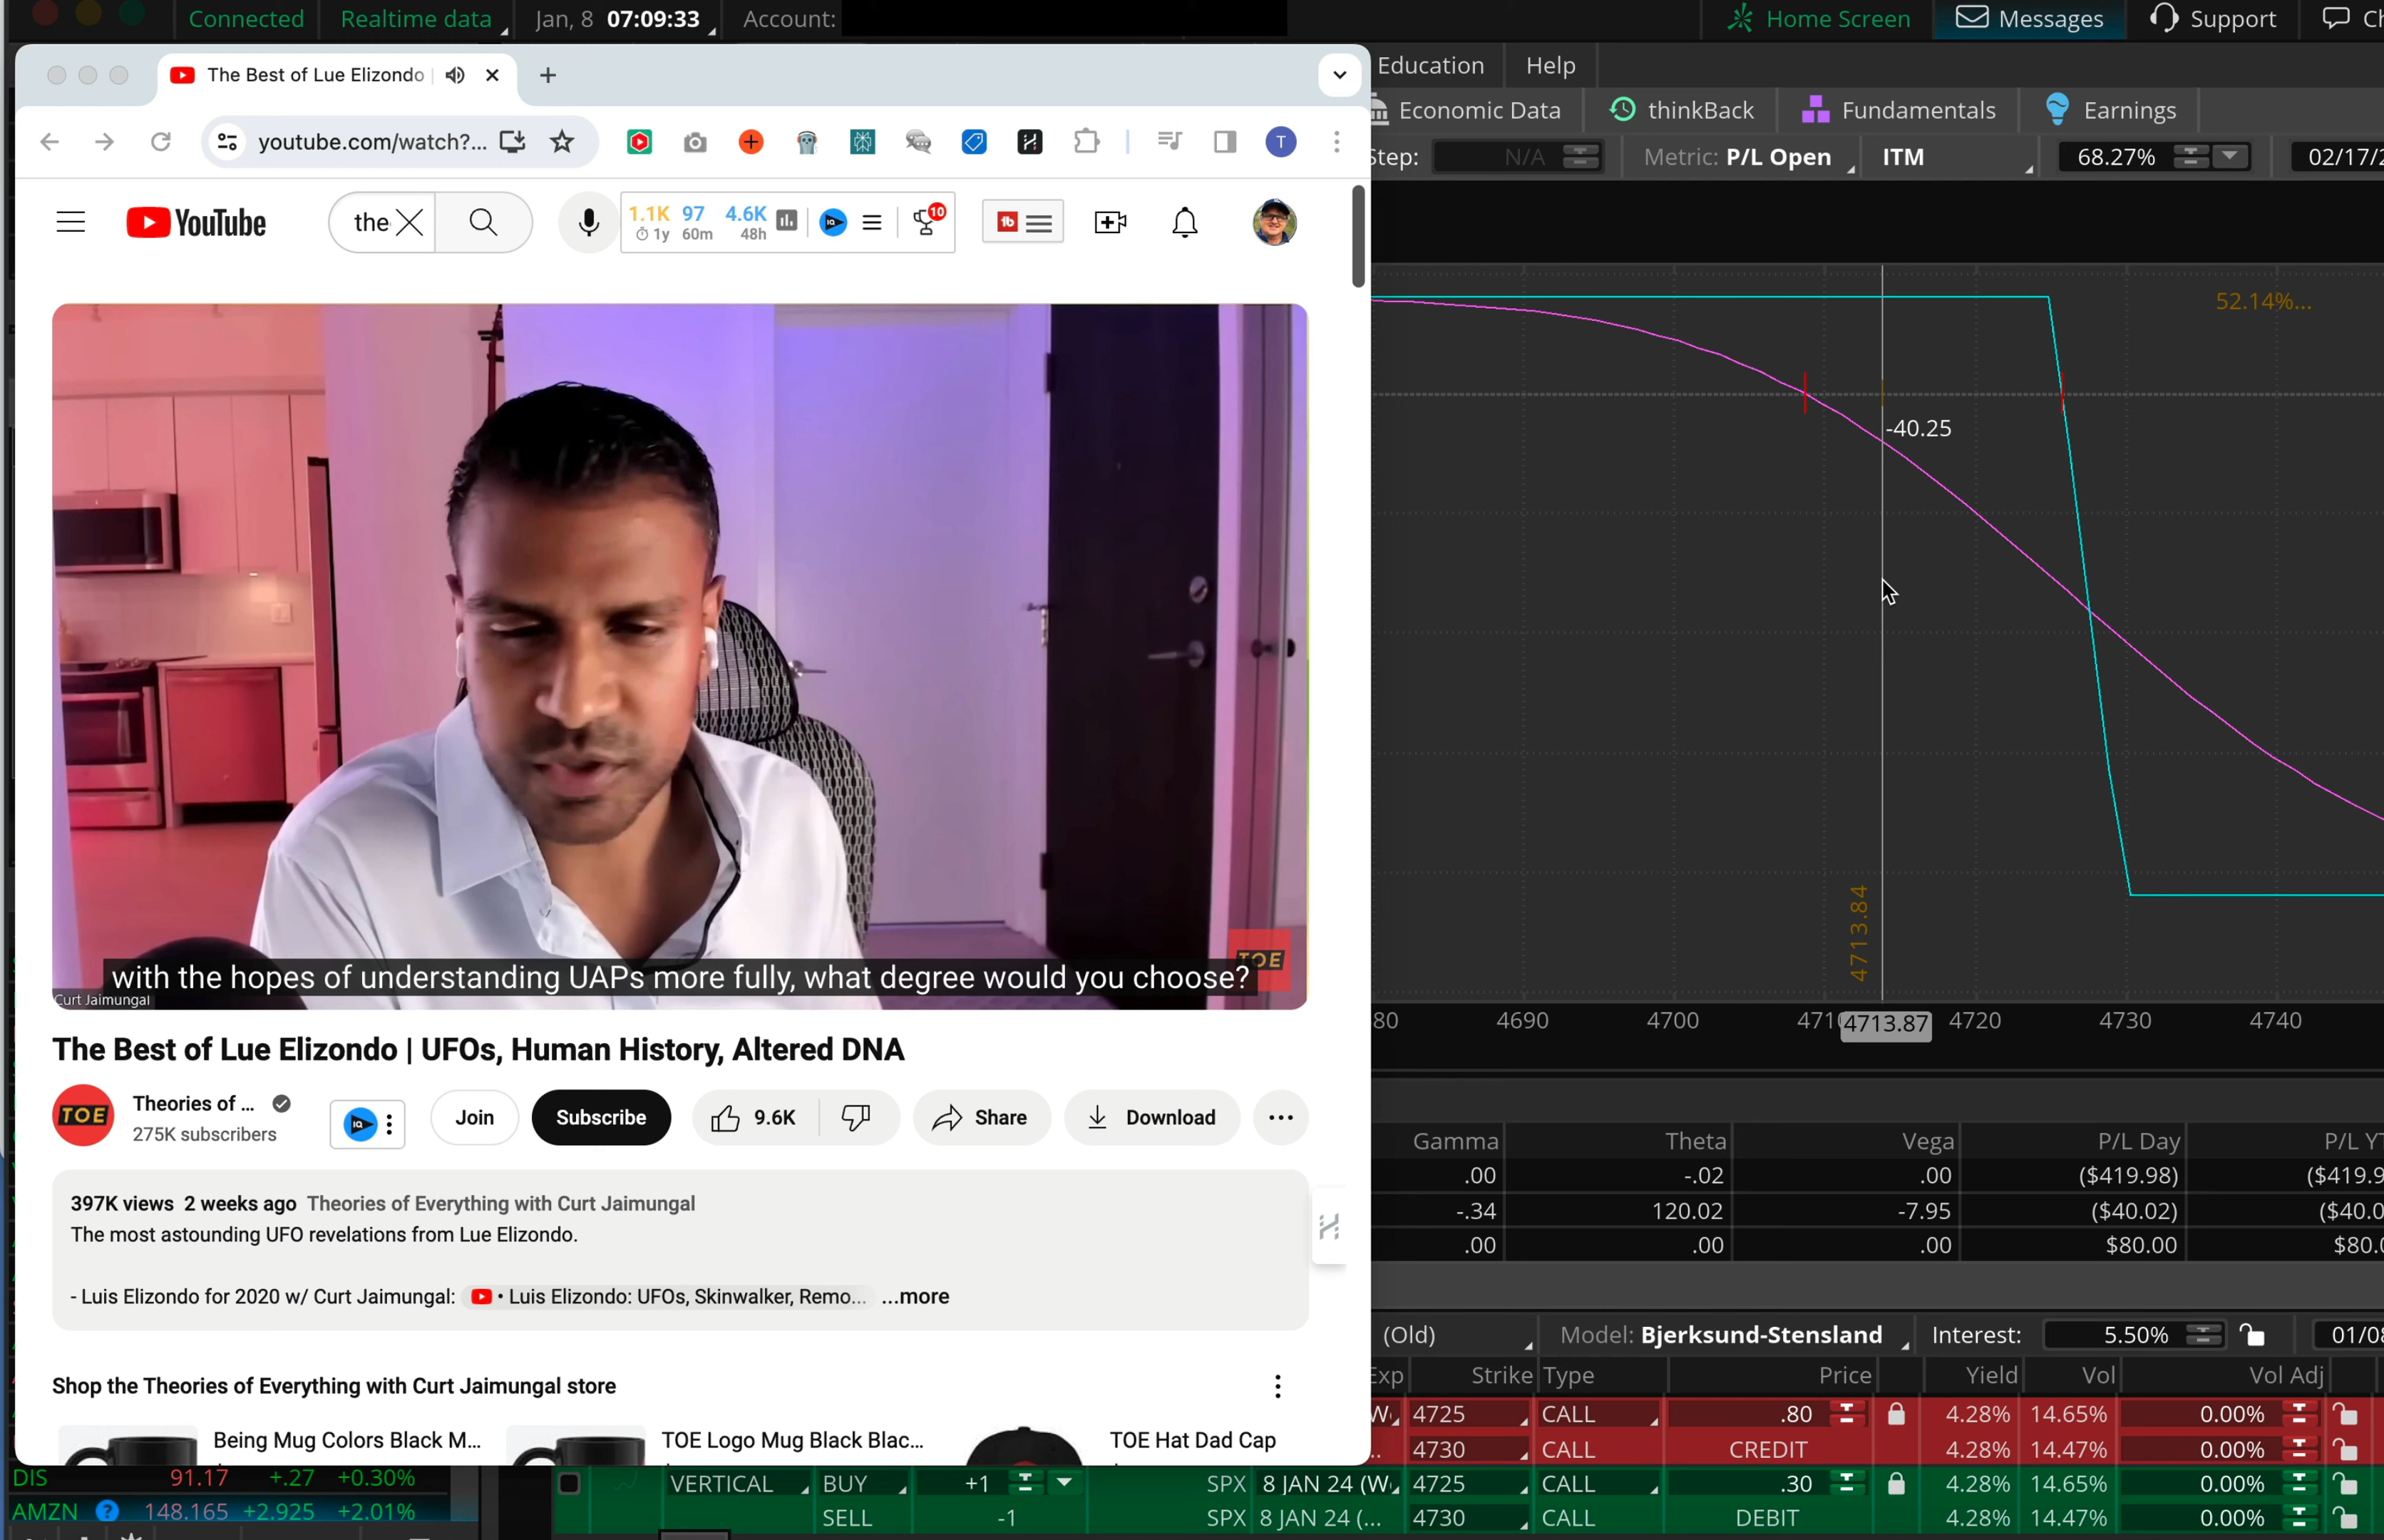 Connected
Realtime data
Jan, 8 07:09:33
Account:
Home Screen
Messages
Support
The Best of Lue Elizondo
Education
Help
Economic Data
thinkBack
Fundamentals
Earnings
youtube.com/watch?...
T
Step: N/A
Metric: P/L Open
ITM
68.27%
02/17/2
YouTube
the
1.1K 97 4.6K
1y 60m 48h
10
52.14%...
-40.25
4713.84
TOE
with the hopes of understanding UAPs more fully, what degree would you choose?
Curt Jaimungal
80 4690 4700 471 4713.87 4720 4730 4740
The Best of Lue Elizondo | UFOs, Human History, Altered DNA
TOE
Theories of ...
275K subscribers
IQ
Join
Subscribe
9.6K
Share
Download
Gamma Theta Vega P/L Day P/L YT
.00 -.02 .00 ($419.98) ($419.9
-.34 120.02 -7.95 ($40.02) ($40.0
.00 .00 .00 $80.00 $80.0
397K views 2 weeks ago Theories of Everything with Curt Jaimungal
The most astounding UFO revelations from Lue Elizondo.
- Luis Elizondo for 2020 w/ Curt Jaimungal: • Luis Elizondo: UFOs, Skinwalker, Remo... ...more
(Old)
Model: Bjerksund-Stensland
Interest: 5.50%
01/08
Shop the Theories of Everything with Curt Jaimungal store
Being Mug Colors Black M...
TOE Logo Mug Black Blac...
TOE Hat Dad Cap
Exp Strike Type Price Yield Vol Vol Adj
4725 CALL .80 4.28% 14.65% 0.00%
4730 CALL CREDIT 4.28% 14.47% 0.00%
DIS 91.17 +.27 +0.30%
VERTICAL BUY +1 SPX 8 JAN 24 (W 4725 CALL .30 4.28% 14.65% 0.00%
AMZN 148.165 +2.925 +2.01%
SELL -1 SPX 8 JAN 24 (... 4730 CALL DEBIT 4.28% 14.47% 0.00%